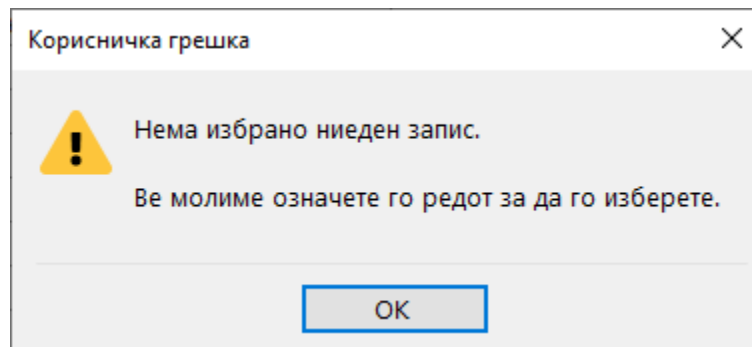 Корисничка грешка
Нема избрано ниеден запис.
Ве молиме означете го редот за да го изберете.
OK